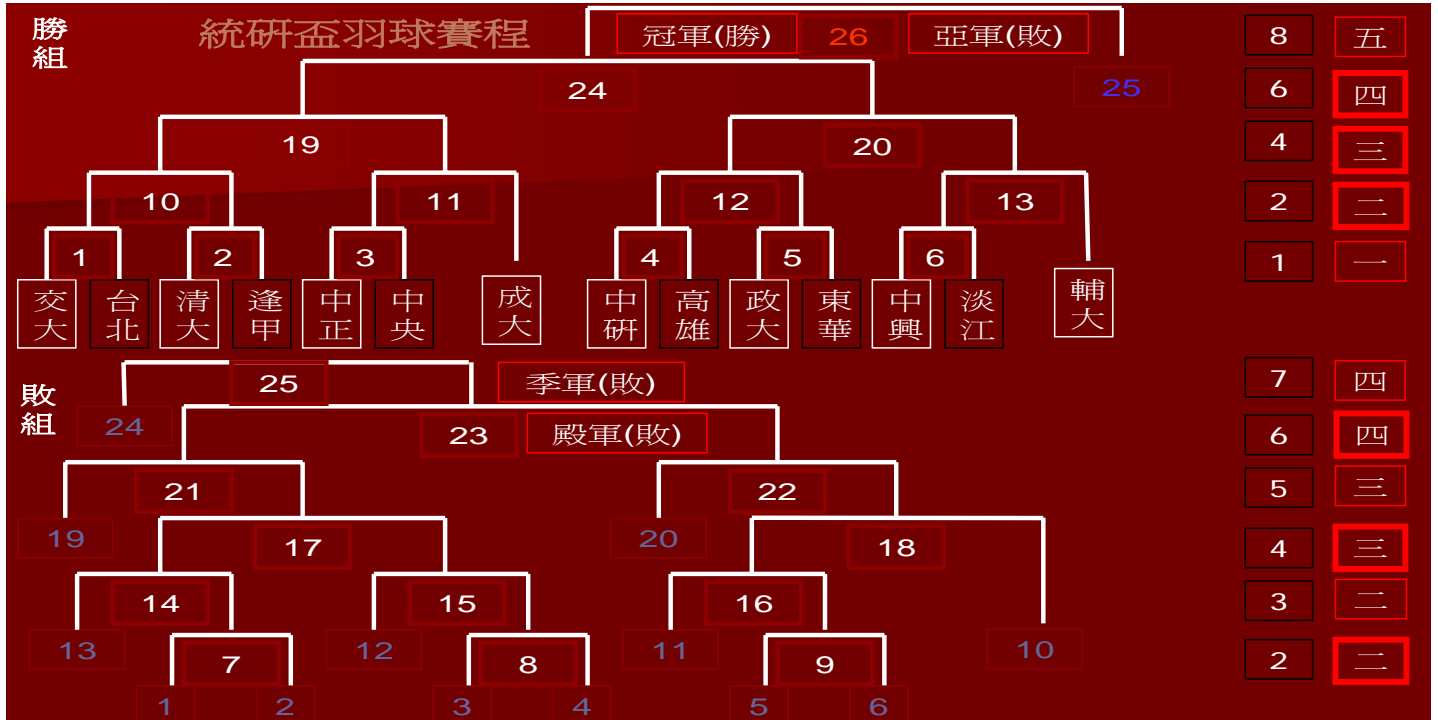 勝組
統研盃羽球賽程
冠軍(勝) 26 亞軍(敗)
8 五
24
25
6 四
19 20
4 三
10 11 12 13
2 二
1 2 3 4 5 6
1 一
交大 台北 清大 逢甲 中正 中央 成大 中研 高雄 政大 東華 中興 淡江 輔大
敗組
25 季軍(敗)
7 四
24 23 殿軍(敗)
6 四
21 22
5 三
19 17 20 18
4 三
14 15 16
3 二
13 7 12 8 11 9 10
2 二
1 2 3 4 5 6